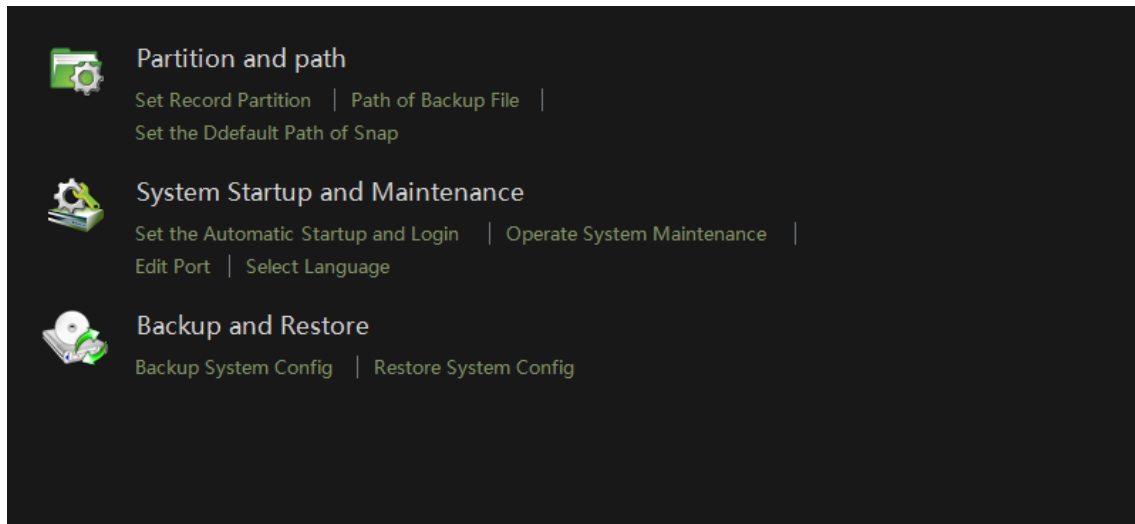 Partition and path
Set Record Partition | Path of Backup File |
Set the Ddefault Path of Snap
System Startup and Maintenance
Set the Automatic Startup and Login | Operate System Maintenance |
Edit Port | Select Language
Backup and Restore
Backup System Config | Restore System Config